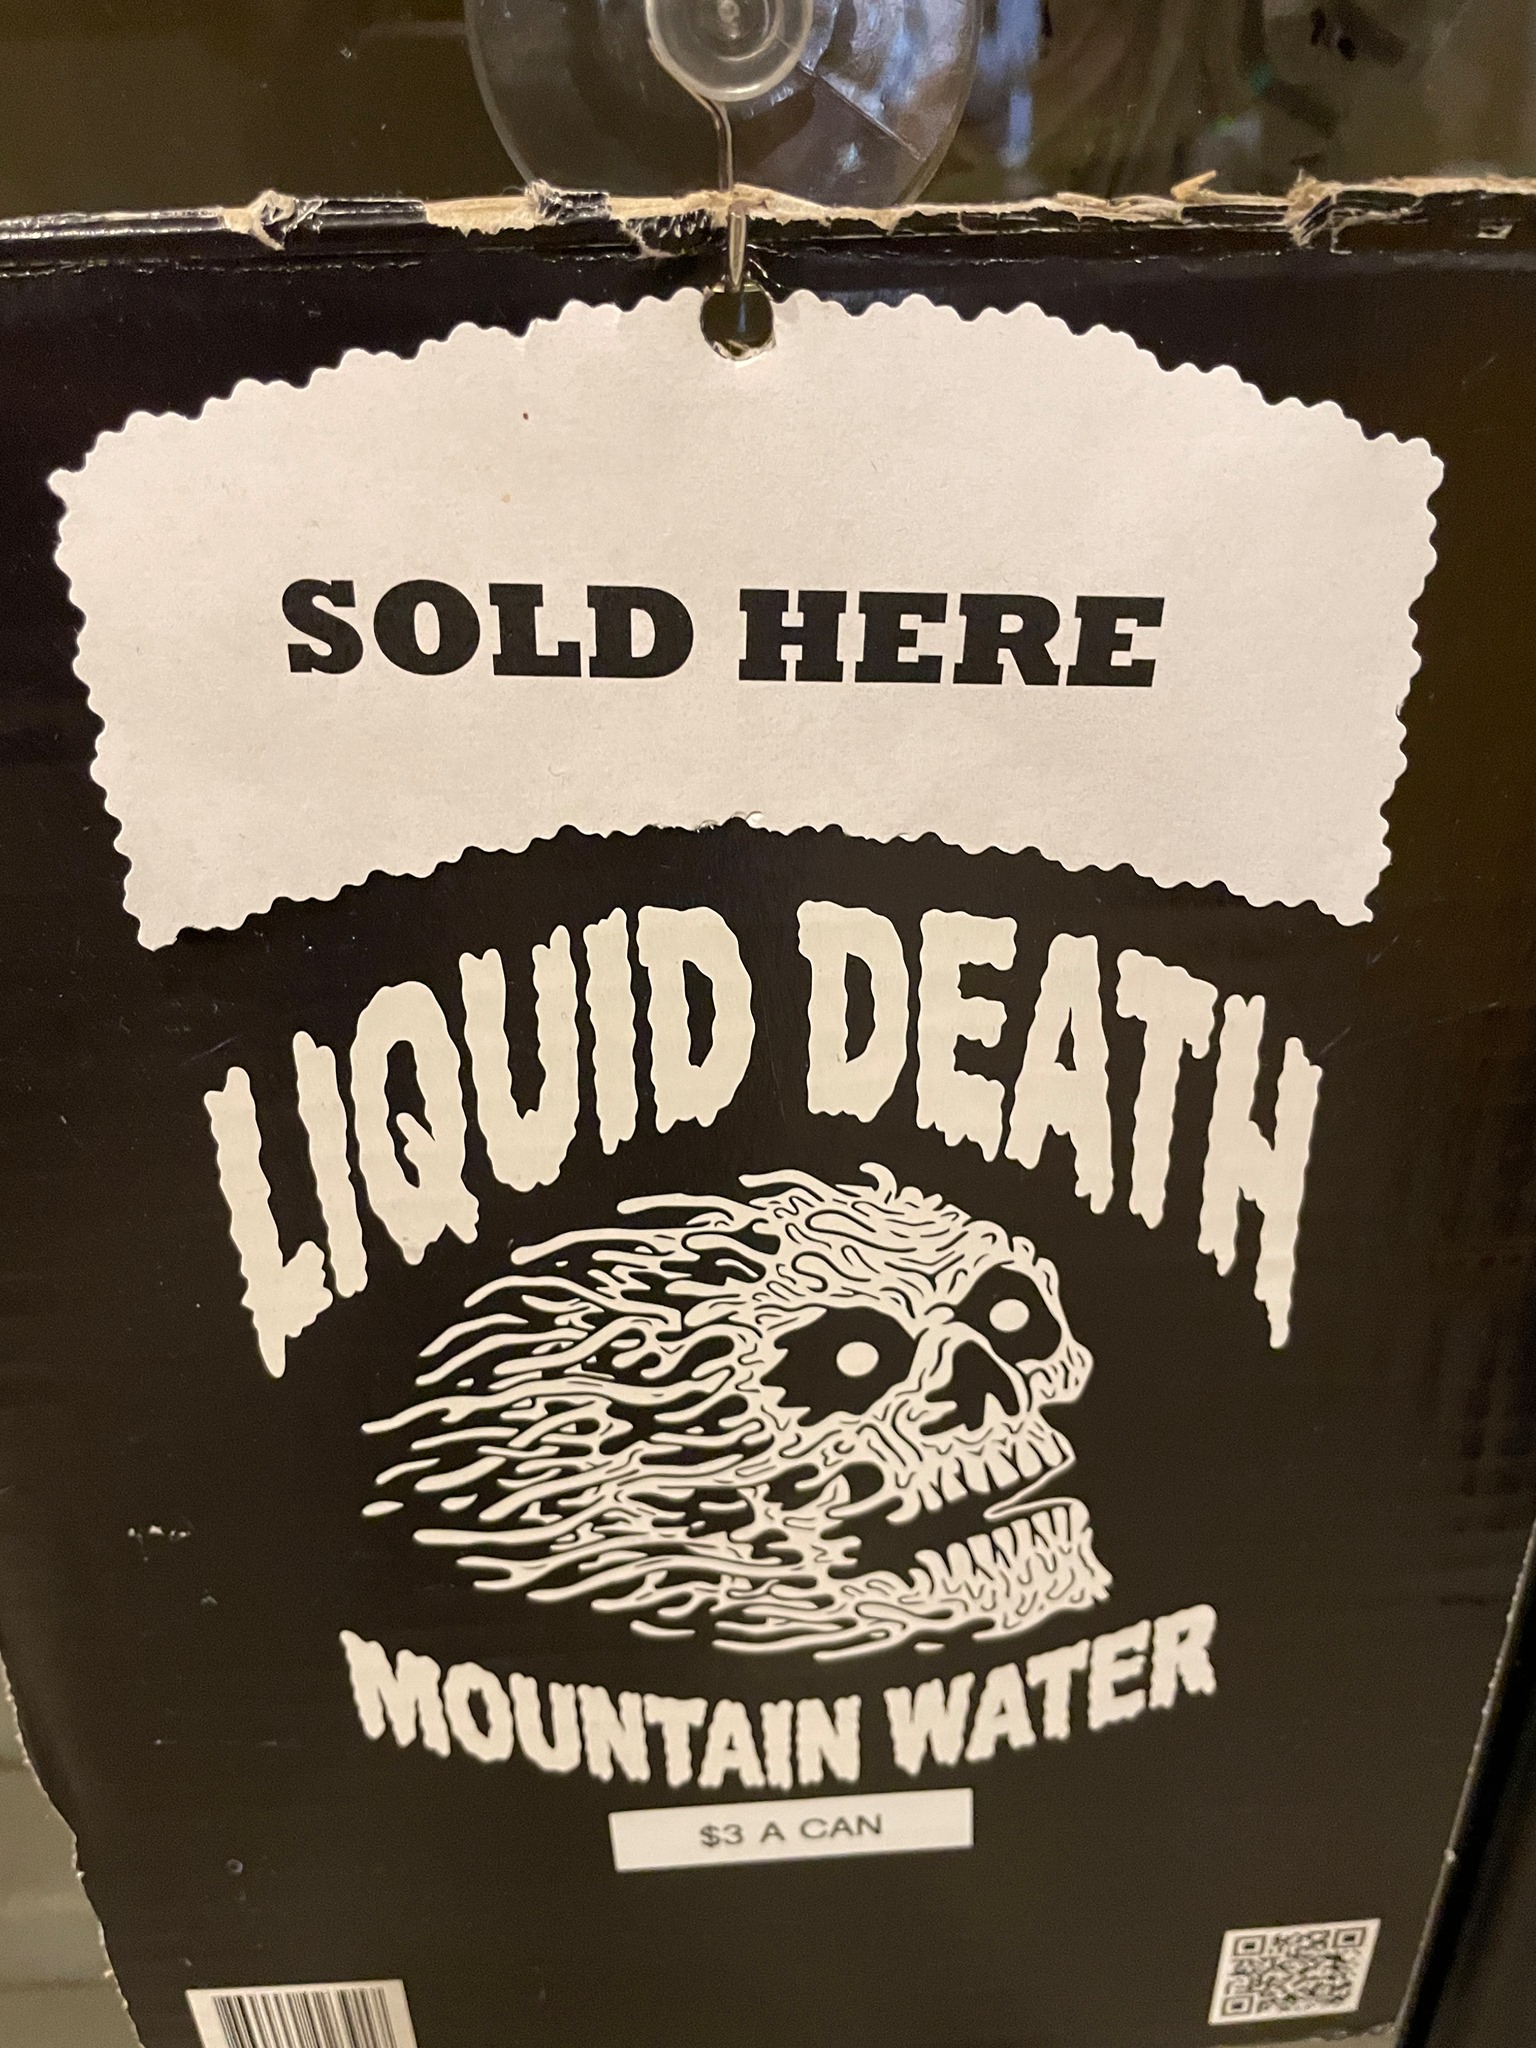 SOLD HERE
LIQUID DEATH
MOUNTAIN WATER
$3 A CAN